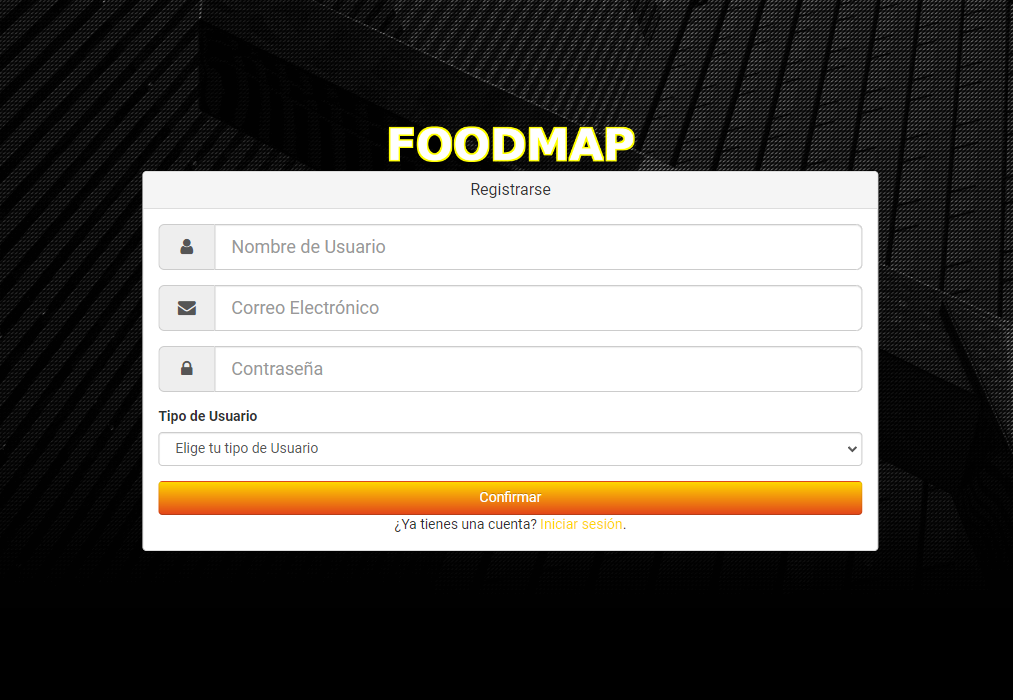 FOODMAP
Registrarse
Nombre de Usuario
Correo Electrónico
Contraseña
Tipo de Usuario
Elige tu tipo de Usuario
Confirmar
¿Ya tienes una cuenta? Iniciar sesión.